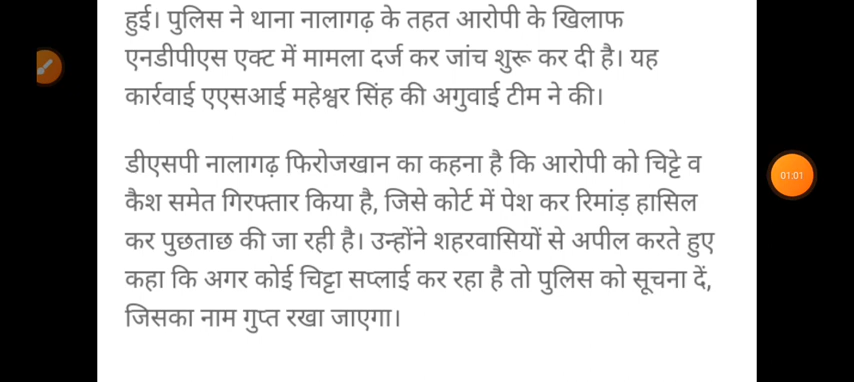 हुई। पुलिस ने थाना नालागढ़ के तहत आरोपी के खिलाफ
एनडीपीएस एक्ट में मामला दर्ज कर जांच शुरू कर दी है। यह
कार्रवाई एएसआई महेश्वर सिंह की अगुवाई टीम ने की।
डीएसपी नालागढ़ फिरोजखान का कहना है कि आरोपी को चिट्टे व
कैश समेत गिरफ्तार किया है, जिसे कोर्ट में पेश कर रिमांड़ हासिल
कर पुछताछ की जा रही है। उन्होंने शहरवासियों से अपील करते हुए
कहा कि अगर कोई चिट्टा सप्लाई कर रहा है तो पुलिस को सूचना दें,
जिसका नाम गुप्त रखा जाएगा।
01:01